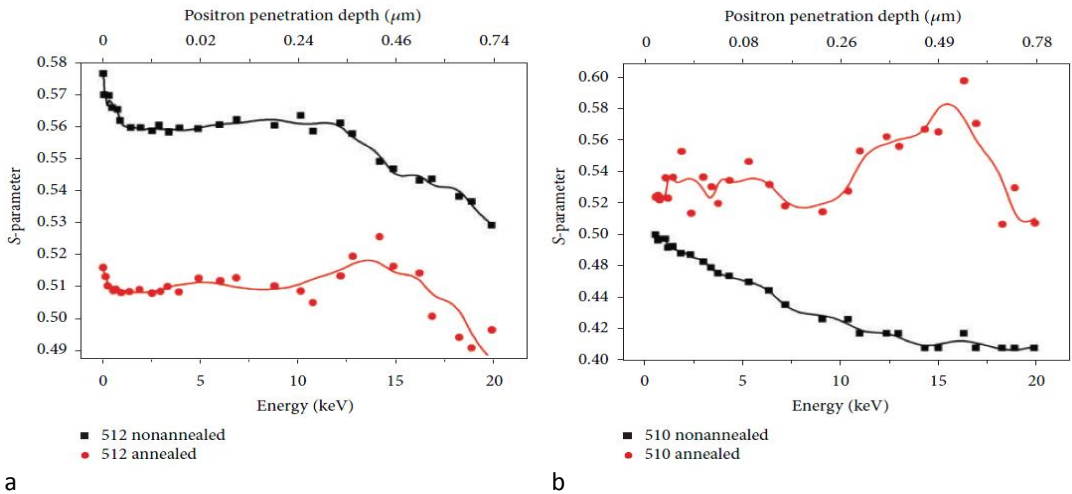 Positron penetration depth (μm)
0 0.02 0.24 0.46 0.74
0.58
0.57
0.56
0.55
0.54
0.53
0.52
0.51
0.50
0.49
S-parameter
0 5 10 15 20
Energy (keV)
512 nonannealed
512 annealed
a
Positron penetration depth (μm)
0 0.08 0.26 0.49 0.78
0.60
0.58
0.56
0.54
0.52
0.50
0.48
0.44
0.42
0.40
S-parameter
0 5 10 15 20
Energy (keV)
510 nonannealed
510 annealed
b